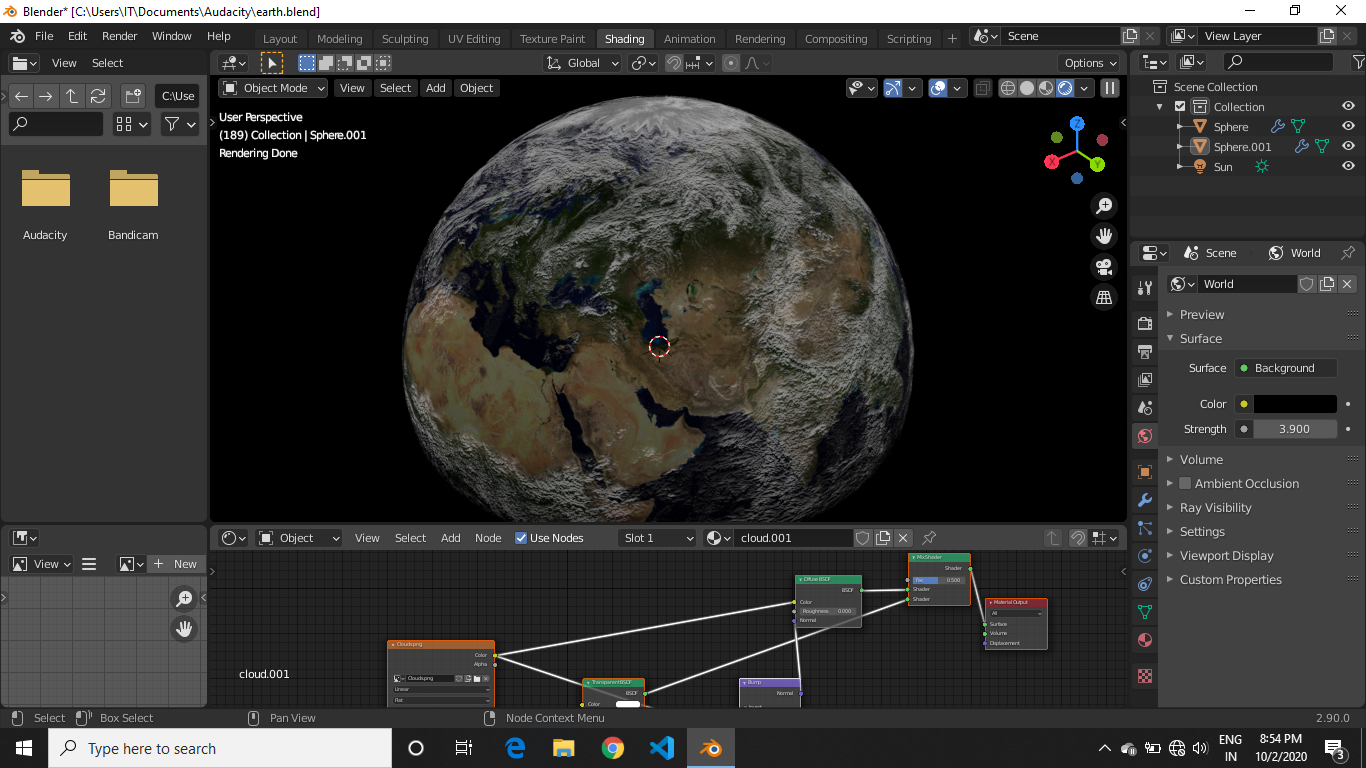 Blender* [C:\Users\IT\Documents\Audacity\earth.blend]
File Edit Render Window Help
Layout Modeling Sculpting UV Editing Texture Paint Shading Animation Rendering Compositing Scripting +
Scene
View Layer
View Select
Global
Options
C:\Use
Object Mode View Select Add Object
User Perspective
(189) Collection | Sphere.001
Rendering Done
Z
X
Y
Audacity
Bandicam
Scene Collection
Collection
Sphere
Sphere.001
Sun
Scene World
World
Preview
Surface
Surface Background
Color
Strength 3.900
Volume
Ambient Occlusion
Ray Visibility
Settings
Viewport Display
Custom Properties
View
+ New
Object View Select Add Node Use Nodes Slot 1 cloud.001
Mix Shader
Shader
Fac 0.500
Shader
Shader
Diffuse BSDF
BSDF
Color
Roughness 0.000
Normal
Material Output
All
Surface
Volume
Displacement
Clouds.png
Color
Alpha
Clouds.png
Linear
Flat
Transparent BSDF
BSDF
Color
Bump
Normal
Invert
cloud.001
Select Box Select Pan View Node Context Menu 2.90.0
Type here to search
ENG
IN
8:54 PM
10/2/2020
3